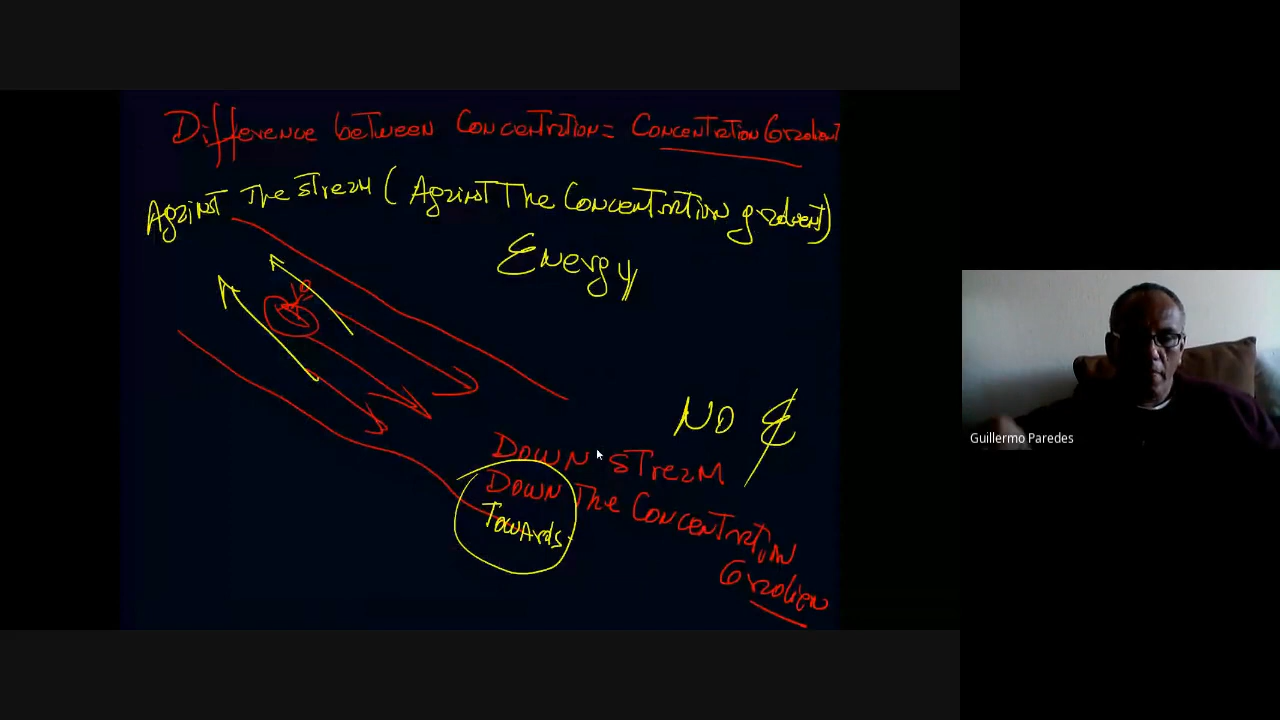 Difference between Concentration = Concentration Gradient
Against The Stream ( Against The Concentration gradient)
Energy
NO E
Down Stream
Down The Concentration
Towards
Gradien
Guillermo Paredes